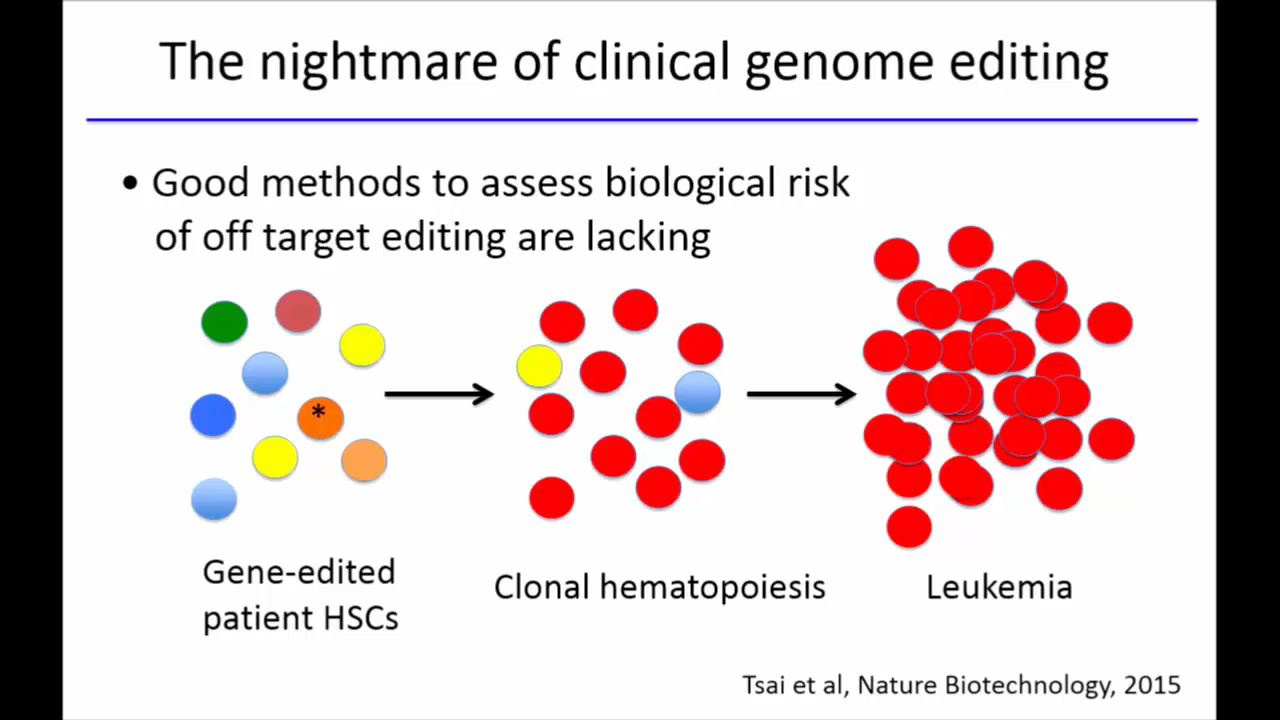 The nightmare of clinical genome editing
• Good methods to assess biological risk
of off target editing are lacking
*
Gene-edited
patient HSCs
Clonal hematopoiesis
Leukemia
Tsai et al, Nature Biotechnology, 2015